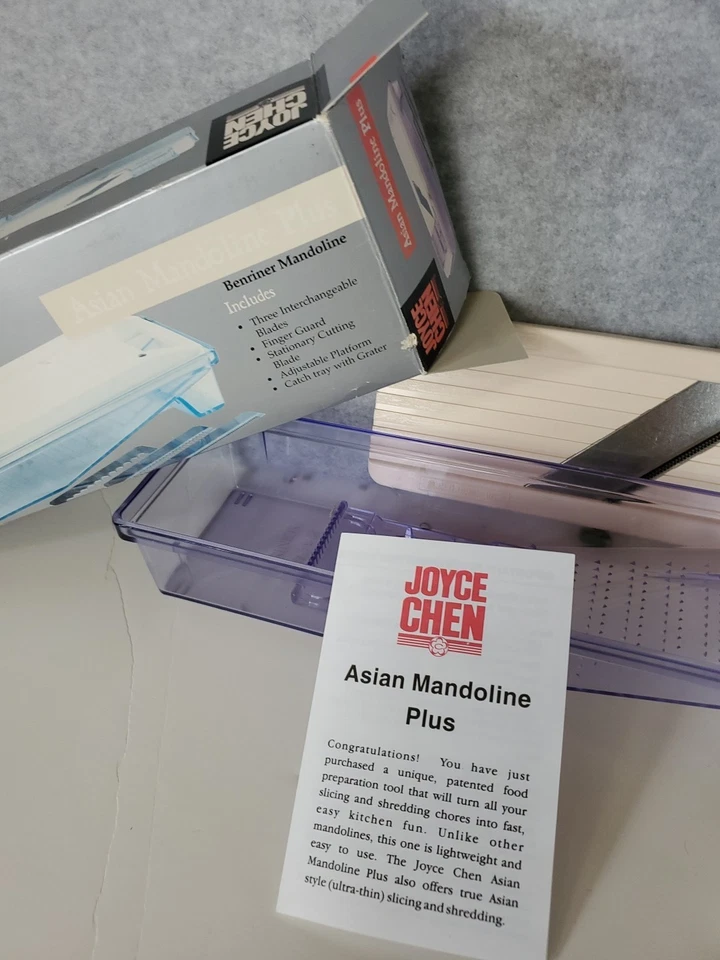 JOYCE
CHEN
Asian Mandoline Plus
Asian Mandoline Plus
Benriner Mandoline
Includes
• Three Interchangeable
Blades
• Finger Guard
• Stationary Cutting
Blade
• Adjustable Platform
• Catch tray with Grater
JOYCE
CHEN
JOYCE
CHEN
Asian Mandoline
Plus
Congratulations! You have just
purchased a unique, patented food
preparation tool that will turn all your
slicing and shredding chores into fast,
easy kitchen fun. Unlike other
mandolines, this one is lightweight and
easy to use. The Joyce Chen Asian
Mandoline Plus also offers true Asian
style (ultra-thin) slicing and shredding.